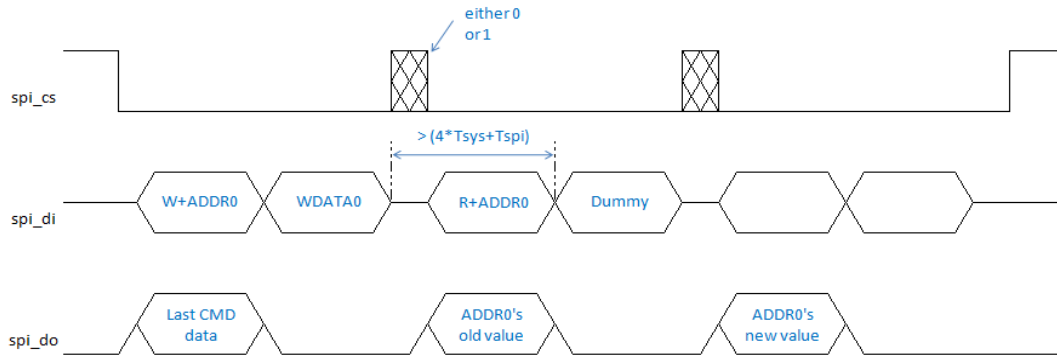 either 0
or 1
spi_cs
> (4*Tsys+Tspi)
spi_di
W+ADDR0
WDATA0
R+ADDR0
Dummy
spi_do
Last CMD
data
ADDR0's
old value
ADDR0's
new value